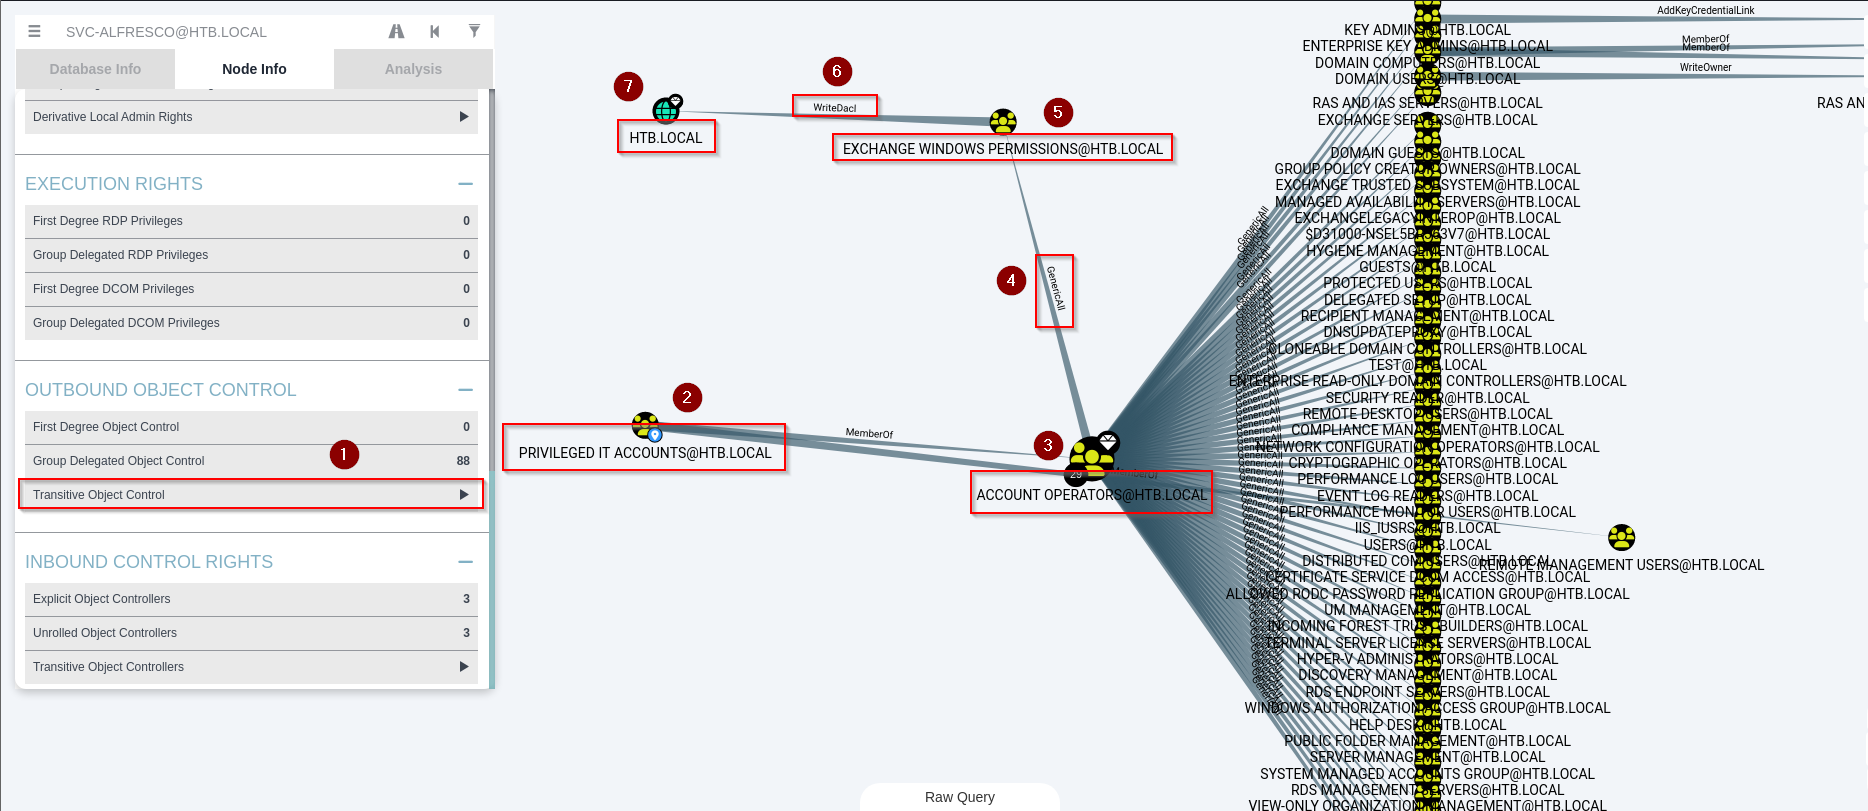 SVC-ALFRESCO@HTB.LOCAL
Database Info
Node Info
Analysis
Derivative Local Admin Rights
EXECUTION RIGHTS
First Degree RDP Privileges
0
Group Delegated RDP Privileges
0
First Degree DCOM Privileges
0
Group Delegated DCOM Privileges
0
OUTBOUND OBJECT CONTROL
First Degree Object Control
0
1
Group Delegated Object Control
88
Transitive Object Control
INBOUND CONTROL RIGHTS
Explicit Object Controllers
3
Unrolled Object Controllers
3
Transitive Object Controllers
7
HTB.LOCAL
6
WriteDacl
5
EXCHANGE WINDOWS PERMISSIONS@HTB.LOCAL
4
GenericAll
2
PRIVILEGED IT ACCOUNTS@HTB.LOCAL
MemberOf
3
29
MemberOf
ACCOUNT OPERATORS@HTB.LOCAL
GenericAll
AddKeyCredentialLink
KEY ADMINS@HTB.LOCAL
MemberOf
MemberOf
ENTERPRISE KEY ADMINS@HTB.LOCAL
DOMAIN COMPUTERS@HTB.LOCAL
WriteOwner
DOMAIN USERS@HTB.LOCAL
RAS AND IAS SERVERS@HTB.LOCAL
RAS AN
EXCHANGE SERVERS@HTB.LOCAL
DOMAIN GUESTS@HTB.LOCAL
GROUP POLICY CREATOR OWNERS@HTB.LOCAL
EXCHANGE TRUSTED SUBSYSTEM@HTB.LOCAL
MANAGED AVAILABILITY SERVERS@HTB.LOCAL
EXCHANGELEGACYINTEROP@HTB.LOCAL
HYGIENE MANAGEMENT@HTB.LOCAL
GUESTS@HTB.LOCAL
PROTECTED USERS@HTB.LOCAL
DELEGATED SETUP@HTB.LOCAL
RECIPIENT MANAGEMENT@HTB.LOCAL
DNSUPDATEPROXY@HTB.LOCAL
CLONEABLE DOMAIN CONTROLLERS@HTB.LOCAL
TEST@HTB.LOCAL
ENTERPRISE READ-ONLY DOMAIN CONTROLLERS@HTB.LOCAL
SECURITY READER@HTB.LOCAL
REMOTE DESKTOP USERS@HTB.LOCAL
COMPLIANCE MANAGEMENT@HTB.LOCAL
NETWORK CONFIGURATION OPERATORS@HTB.LOCAL
CRYPTOGRAPHIC OPERATORS@HTB.LOCAL
PERFORMANCE LOG USERS@HTB.LOCAL
EVENT LOG READERS@HTB.LOCAL
PERFORMANCE MONITOR USERS@HTB.LOCAL
IIS_IUSRS@HTB.LOCAL
USERS@HTB.LOCAL
DISTRIBUTED COM USERS@HTB.LOCAL
REMOTE MANAGEMENT USERS@HTB.LOCAL
CERTIFICATE SERVICE DCOM ACCESS@HTB.LOCAL
ALLOWED RODC PASSWORD REPLICATION GROUP@HTB.LOCAL
UM MANAGEMENT@HTB.LOCAL
INCOMING FOREST TRUST BUILDERS@HTB.LOCAL
TERMINAL SERVER LICENSE SERVERS@HTB.LOCAL
HYPER-V ADMINISTRATORS@HTB.LOCAL
DISCOVERY MANAGEMENT@HTB.LOCAL
RDS ENDPOINT SERVERS@HTB.LOCAL
WINDOWS AUTHORIZATION ACCESS GROUP@HTB.LOCAL
HELP DESK@HTB.LOCAL
PUBLIC FOLDER MANAGEMENT@HTB.LOCAL
SERVER MANAGEMENT@HTB.LOCAL
SYSTEM MANAGED ACCOUNTS GROUP@HTB.LOCAL
RDS MANAGEMENT SERVERS@HTB.LOCAL
VIEW-ONLY ORGANIZATION MANAGEMENT@HTB.LOCAL
Raw Query